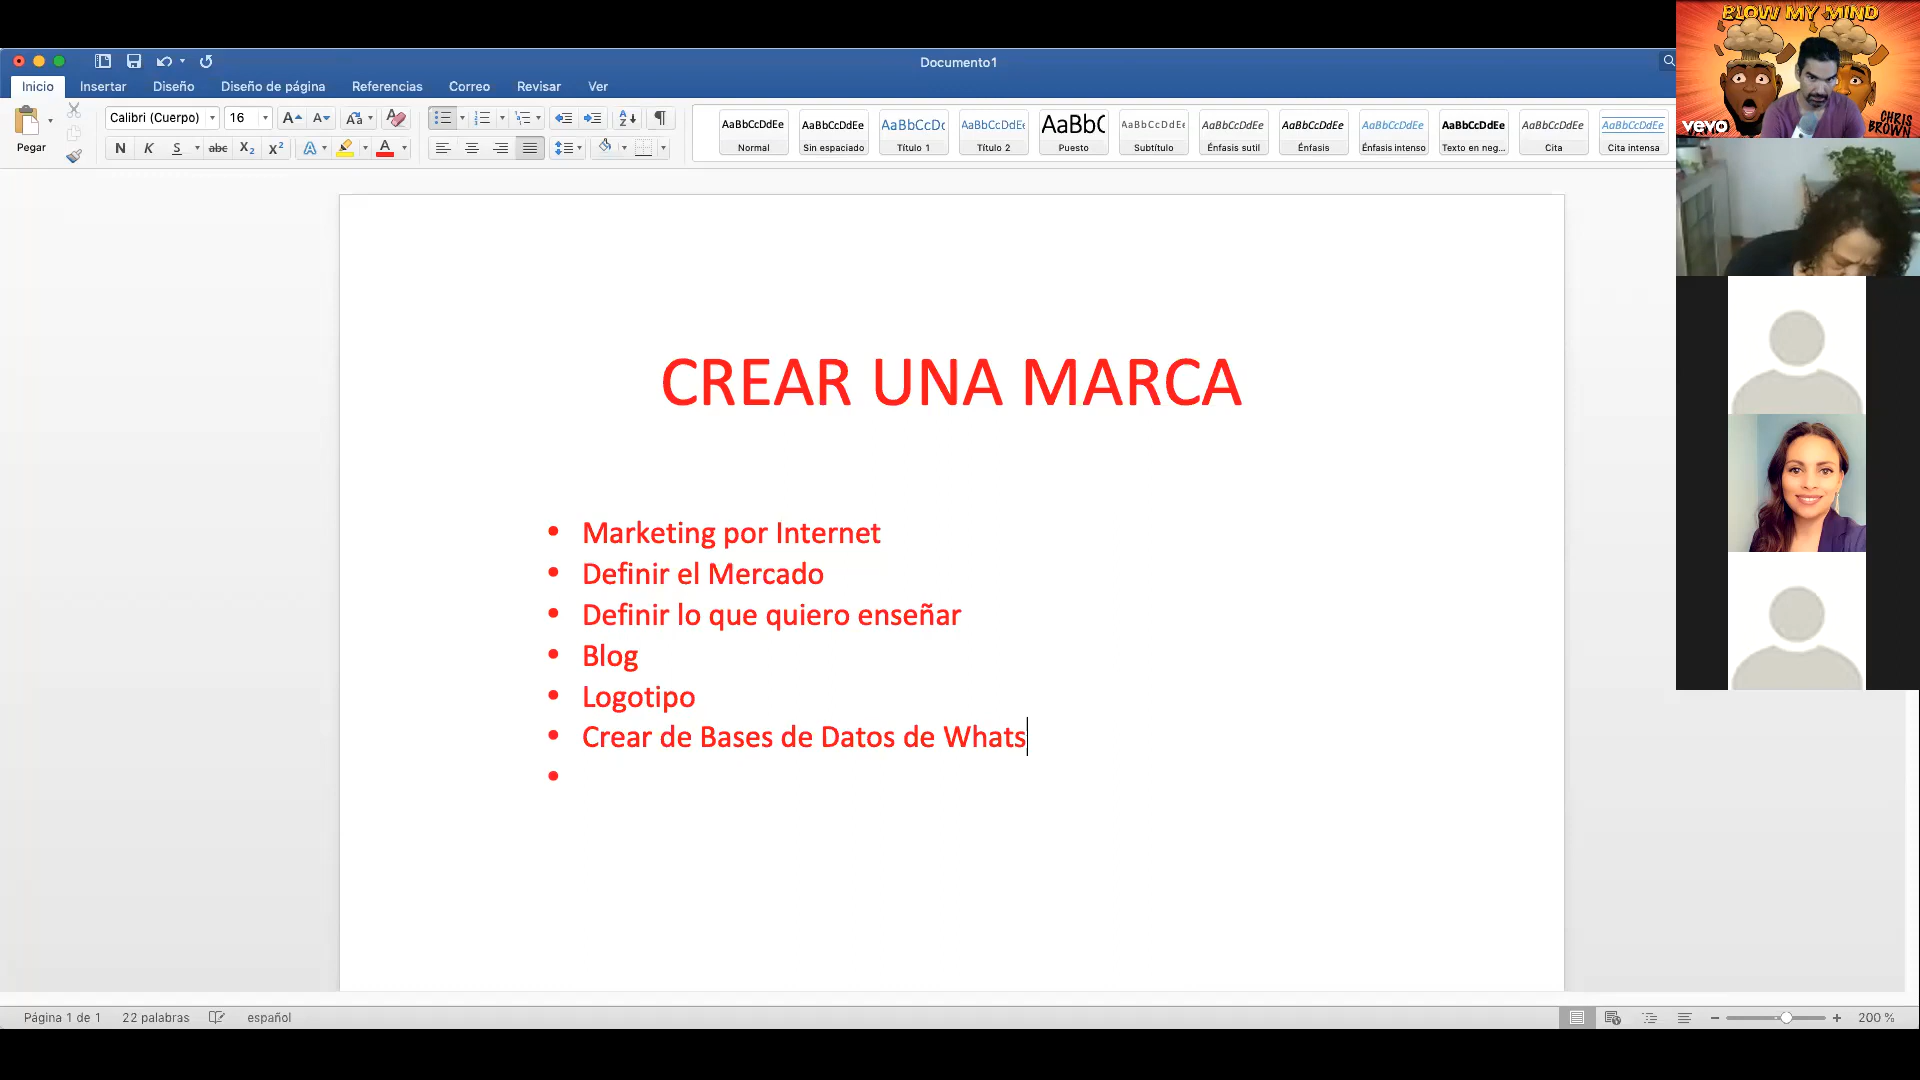 BLOW MY MIND
Documento1
Inicio Insertar Diseño Diseño de página Referencias Correo Revisar Ver
CHRIS
BROWN
vevo
Calibri (Cuerpo) 16
Pegar
N K S abc X₂ X²
AaBbCcDdEe AaBbCcDdEe AaBbCcDc AaBbCcDdEe AaBbC AaBbCcDdEe AaBbCcDdEe AaBbCcDdEe AaBbCcDdEe AaBbCcDdEe AaBbCcDdEe AaBbCcDdEe
Normal Sin espaciado Título 1 Título 2 Puesto Subtítulo Énfasis sutil Énfasis Énfasis intenso Texto en neg... Cita Cita intensa
CREAR UNA MARCA
• Marketing por Internet
• Definir el Mercado
• Definir lo que quiero enseñar
• Blog
• Logotipo
• Crear de Bases de Datos de Whats
•
Página 1 de 1 22 palabras español 200 %